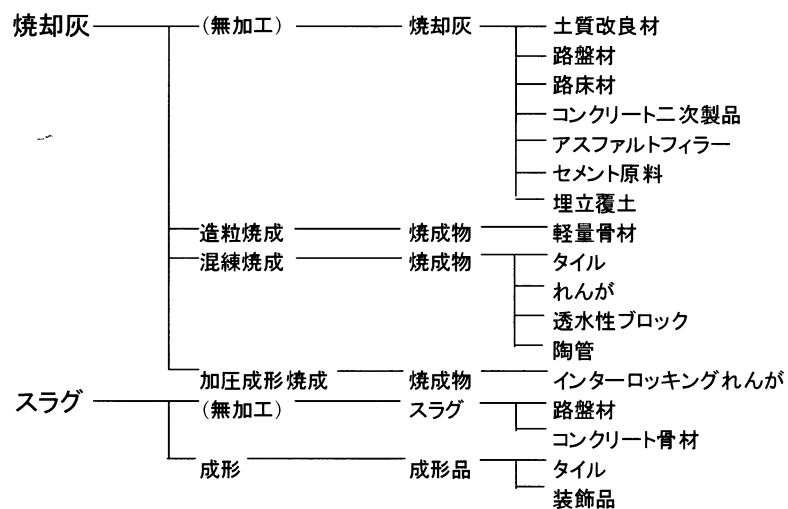 焼却灰 (無加工) 焼却灰 土質改良材
路盤材
路床材
コンクリート二次製品
アスファルトフィラー
セメント原料
埋立覆土
造粒焼成 焼成物 軽量骨材
混練焼成 焼成物 タイル
れんが
透水性ブロック
陶管
加圧成形焼成 焼成物 インターロッキングれんが
スラグ (無加工) スラグ 路盤材
コンクリート骨材
成形 成形品 タイル
装飾品